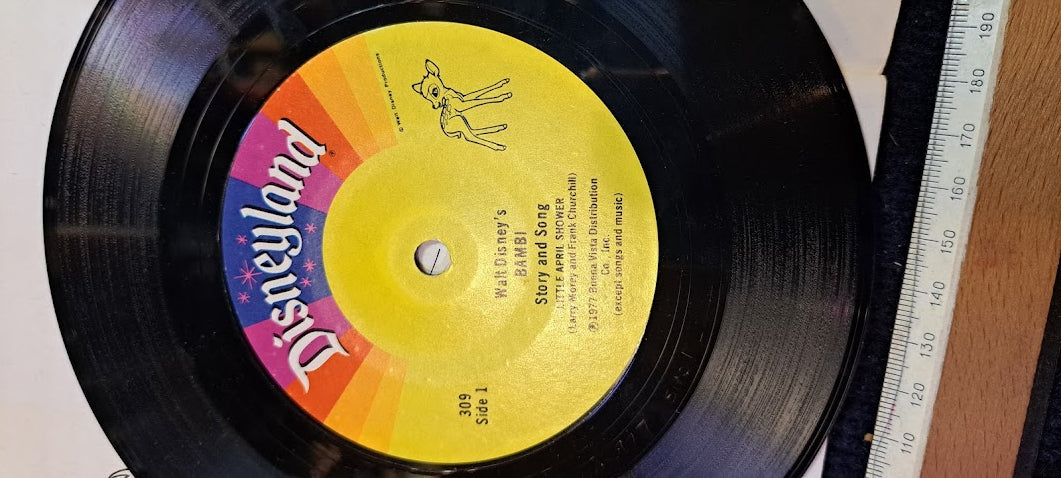 Disneyland
®
© Walt Disney Productions
309
Side 1
Walt Disney's
BAMBI
Story and Song
LITTLE APRIL SHOWER
(Larry Morey and Frank Churchill)
℗ 1977 Buena Vista Distribution
Co., Inc.
(except songs and music)
190
180
170
160
150
140
130
120
110